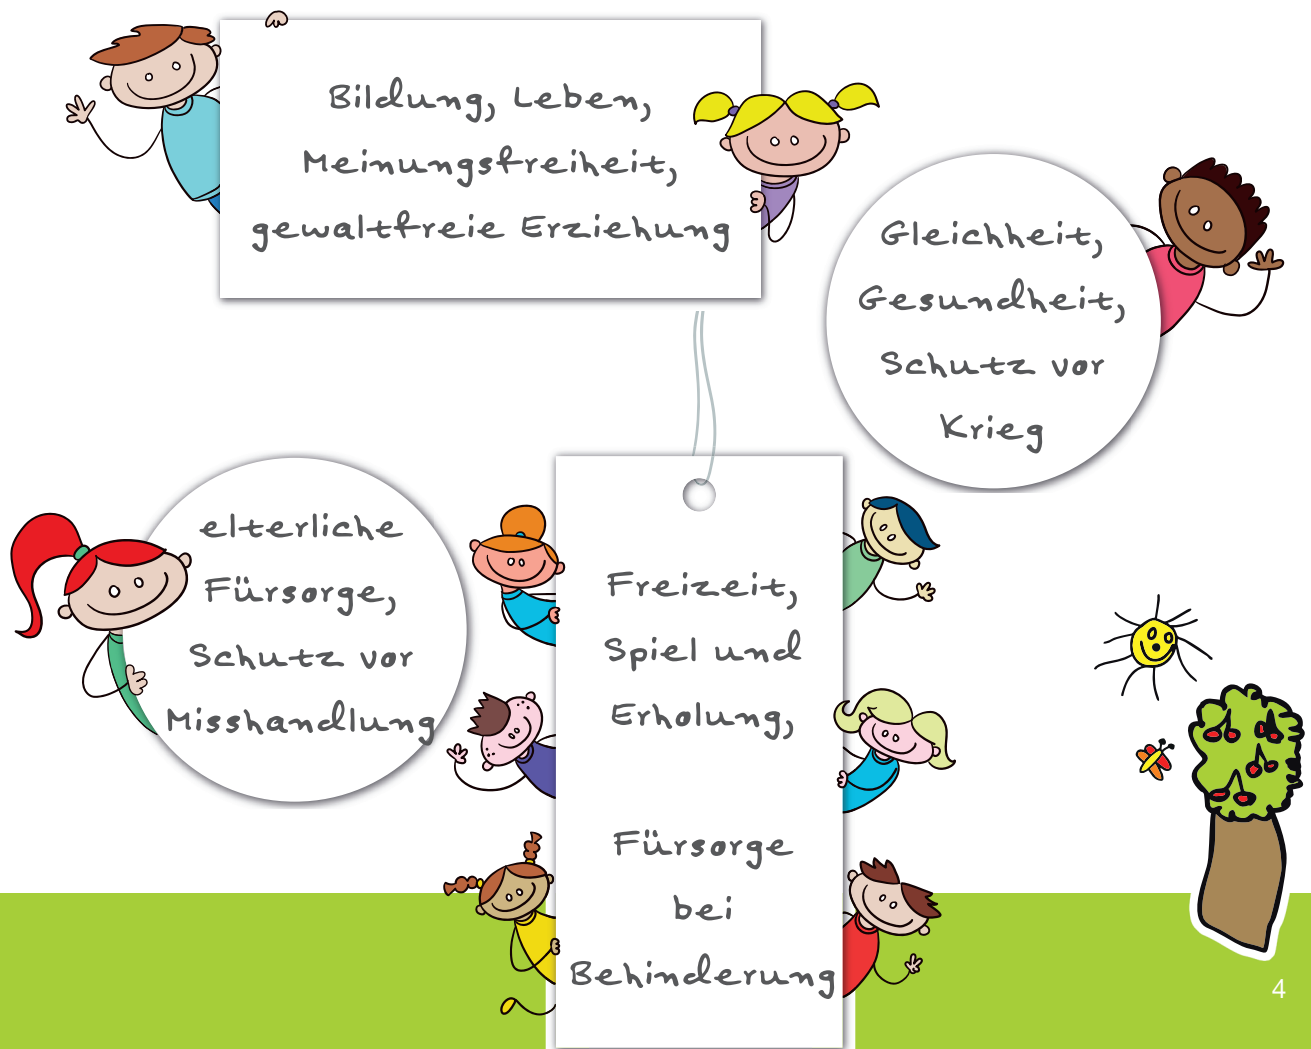 Bildung, Leben,
Meinungsfreiheit,
gewaltfreie Erziehung
Gleichheit,
Gesundheit,
Schutz vor
Krieg
elterliche
Fürsorge,
Schutz vor
Misshandlung
Freizeit,
Spiel und
Erholung,
Fürsorge
bei
Behinderung
4